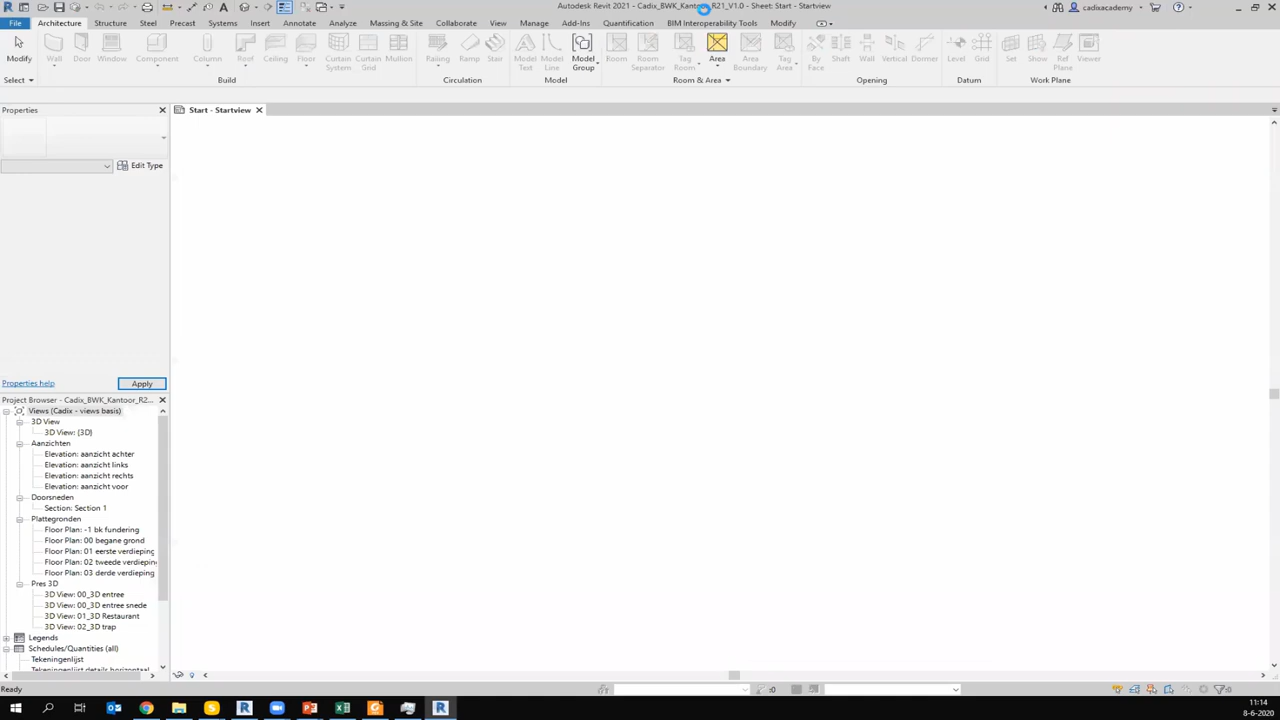 Autodesk Revit 2021 - Cadix_BWK_Kantoor_R21_V1.0 - Sheet: Start - Startview
cadixacademy
File Architecture Structure Steel Precast Systems Insert Annotate Analyze Massing & Site Collaborate View Manage Add-Ins Quantification BIM Interoperability Tools Modify
Modify Wall Door Window Component Column Roof Ceiling Floor Curtain System Curtain Grid Mullion Railing Ramp Stair Model Text Model Line Model Group Room Room Separator Tag Room Area Area Boundary Tag Area By Face Shaft Wall Vertical Dormer Level Grid Set Show Ref Plane Viewer
Select Build Circulation Model Room & Area Opening Datum Work Plane
Properties
Start - Startview
Edit Type
Properties help Apply
Project Browser - Cadix_BWK_Kantoor_R2...
Views (Cadix - views basis)
3D View
3D View: {3D}
Aanzichten
Elevation: aanzicht achter
Elevation: aanzicht links
Elevation: aanzicht rechts
Elevation: aanzicht voor
Doorsneden
Section: Section 1
Plattegronden
Floor Plan: -1 bk fundering
Floor Plan: 00 begane grond
Floor Plan: 01 eerste verdieping
Floor Plan: 02 tweede verdieping
Floor Plan: 03 derde verdieping
Pres 3D
3D View: 00_3D entree
3D View: 00_3D entree snede
3D View: 01_3D Restaurant
3D View: 02_3D trap
Legends
Schedules/Quantities (all)
Tekeningenlijst
Tekeningenlijst details horizontaal
Ready
:0
:0
11:14
8-6-2020